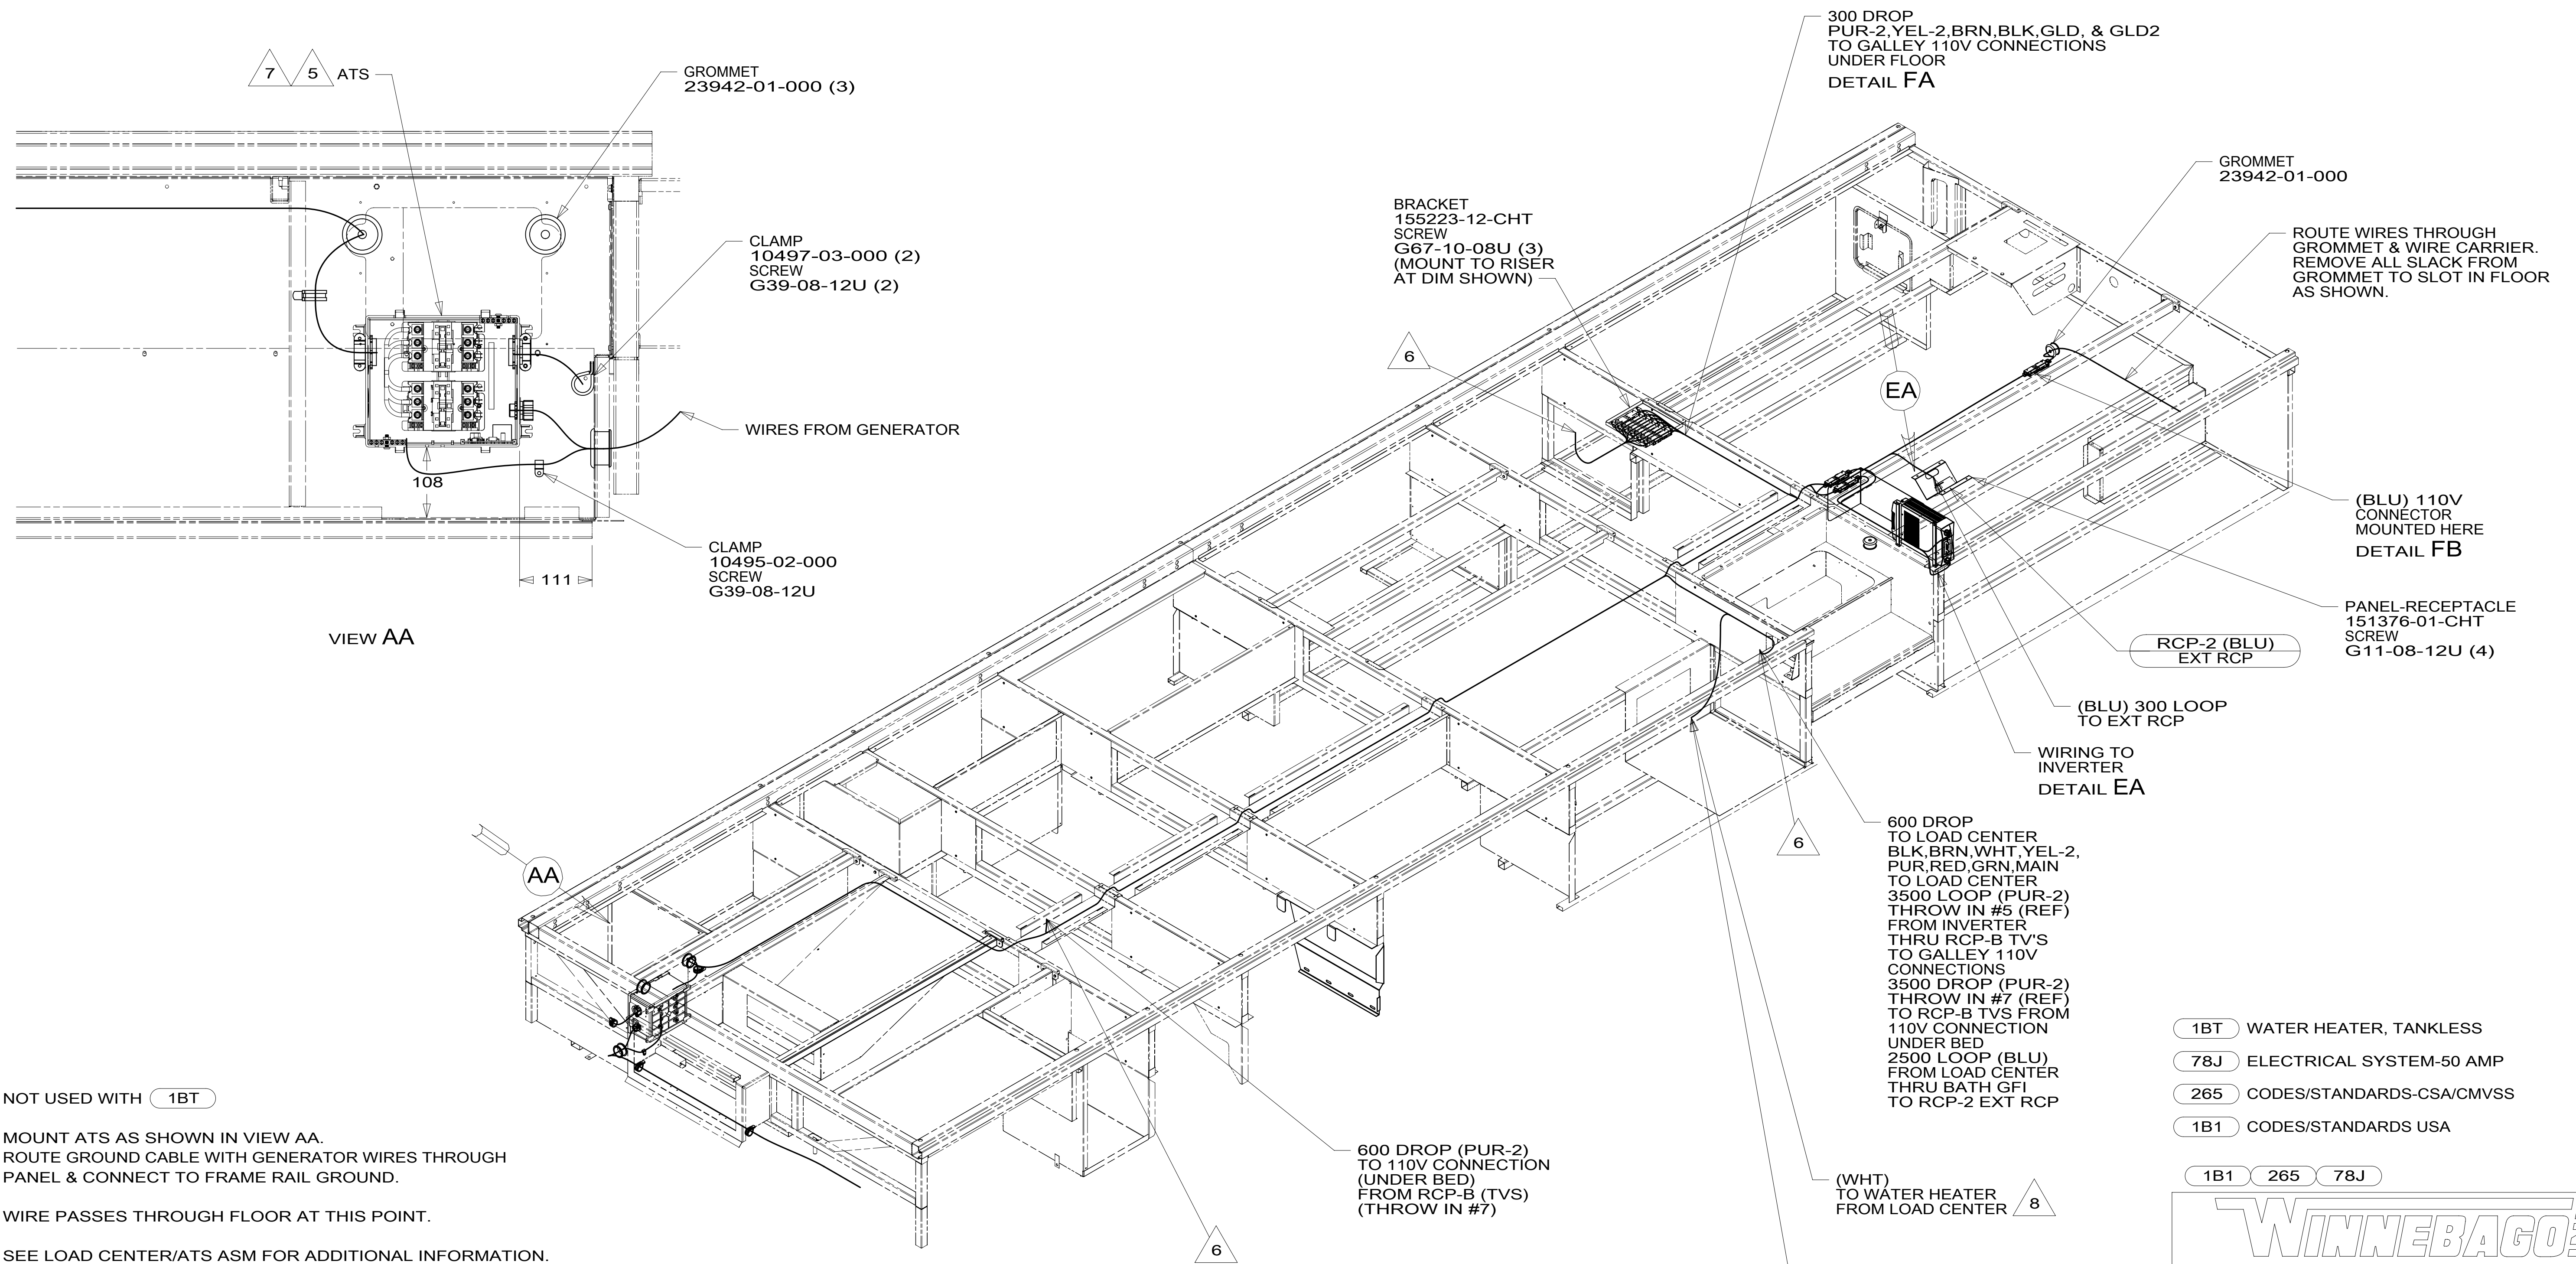 7
5
ATS
GROMMET
23942-01-000 (3)
CLAMP
10497-03-000 (2)
SCREW
G39-08-12U (2)
WIRES FROM GENERATOR
108
111
CLAMP
10495-02-000
SCREW
G39-08-12U
VIEW AA
300 DROP
PUR-2,YEL-2,BRN,BLK,GLD, & GLD2
TO GALLEY 110V CONNECTIONS
UNDER FLOOR
DETAIL FA
BRACKET
155223-12-CHT
SCREW
G67-10-08U (3)
(MOUNT TO RISER
AT DIM SHOWN)
6
EA
GROMMET
23942-01-000
ROUTE WIRES THROUGH
GROMMET & WIRE CARRIER.
REMOVE ALL SLACK FROM
GROMMET TO SLOT IN FLOOR
AS SHOWN.
(BLU) 110V
CONNECTOR
MOUNTED HERE
DETAIL FB
PANEL-RECEPTACLE
151376-01-CHT
SCREW
G11-08-12U (4)
RCP-2 (BLU)
EXT RCP
(BLU) 300 LOOP
TO EXT RCP
WIRING TO
INVERTER
DETAIL EA
6
600 DROP
TO LOAD CENTER
BLK,BRN,WHT,YEL-2,
PUR,RED,GRN,MAIN
TO LOAD CENTER
3500 LOOP (PUR-2)
THROW IN #5 (REF)
FROM INVERTER
THRU RCP-B TV'S
TO GALLEY 110V
CONNECTIONS
3500 DROP (PUR-2)
THROW IN #7 (REF)
TO RCP-B TVS FROM
110V CONNECTION
UNDER BED
2500 LOOP (BLU)
FROM LOAD CENTER
THRU BATH GFI
TO RCP-2 EXT RCP
AA
600 DROP (PUR-2)
TO 110V CONNECTION
(UNDER BED)
FROM RCP-B (TVS)
(THROW IN #7)
6
(WHT)
TO WATER HEATER
FROM LOAD CENTER
8
NOT USED WITH 1BT
MOUNT ATS AS SHOWN IN VIEW AA.
ROUTE GROUND CABLE WITH GENERATOR WIRES THROUGH
PANEL & CONNECT TO FRAME RAIL GROUND.
WIRE PASSES THROUGH FLOOR AT THIS POINT.
SEE LOAD CENTER/ATS ASM FOR ADDITIONAL INFORMATION.
1BT WATER HEATER, TANKLESS
78J ELECTRICAL SYSTEM-50 AMP
265 CODES/STANDARDS-CSA/CMVSS
1B1 CODES/STANDARDS USA
1B1 265 78J
WINNEBAGO